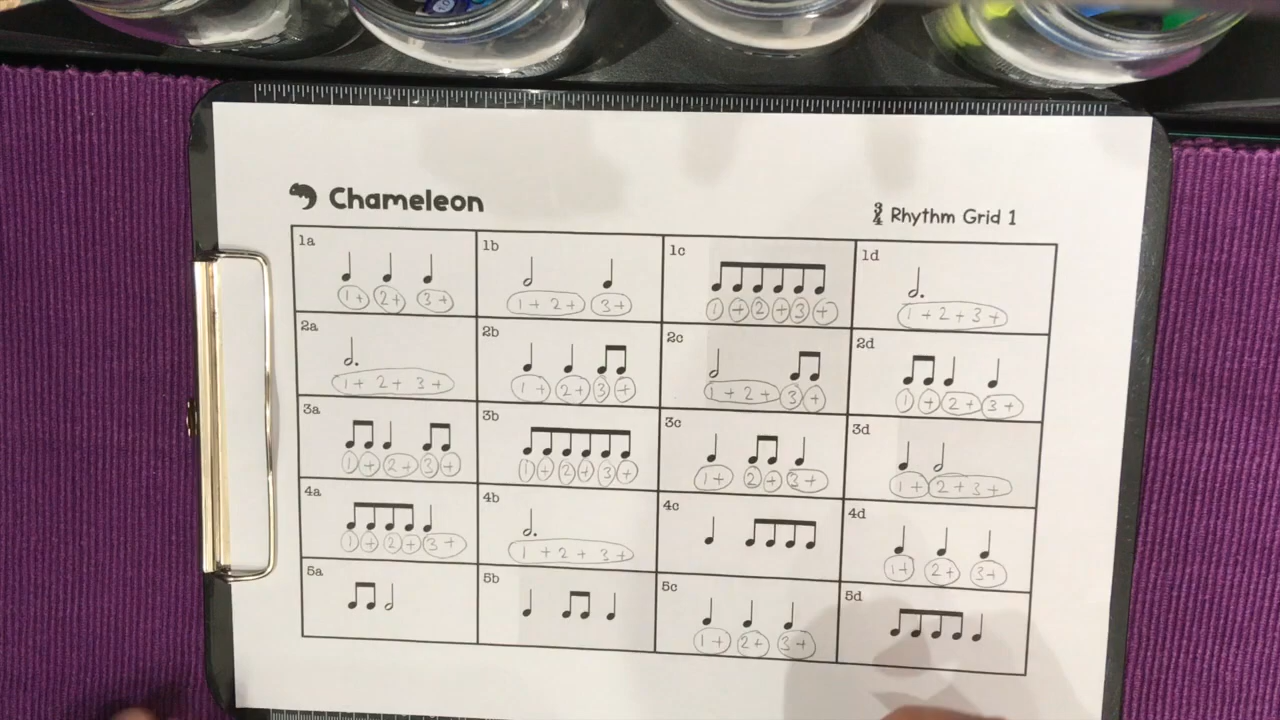 Chameleon
3/4 Rhythm Grid 1
1a 1b 1c 1d
1+ 2+ 3+ 1+2+ 3+ 1+2+3+ 1+2+3+
2a 2b 2c 2d
1+ 2+ 3+ 1+ 2+ 3+ 1+2+ 3+ 1+2+ 3+
3a 3b 3c 3d
1+2+3+ 1+2+3+ 1+ 2+ 3+ 1+ 2+3+
4a 4b 4c 4d
1+2+3+ 1+2+3+ 1+ 2+ 3+
5a 5b 5c 5d
1+ 2+ 3+